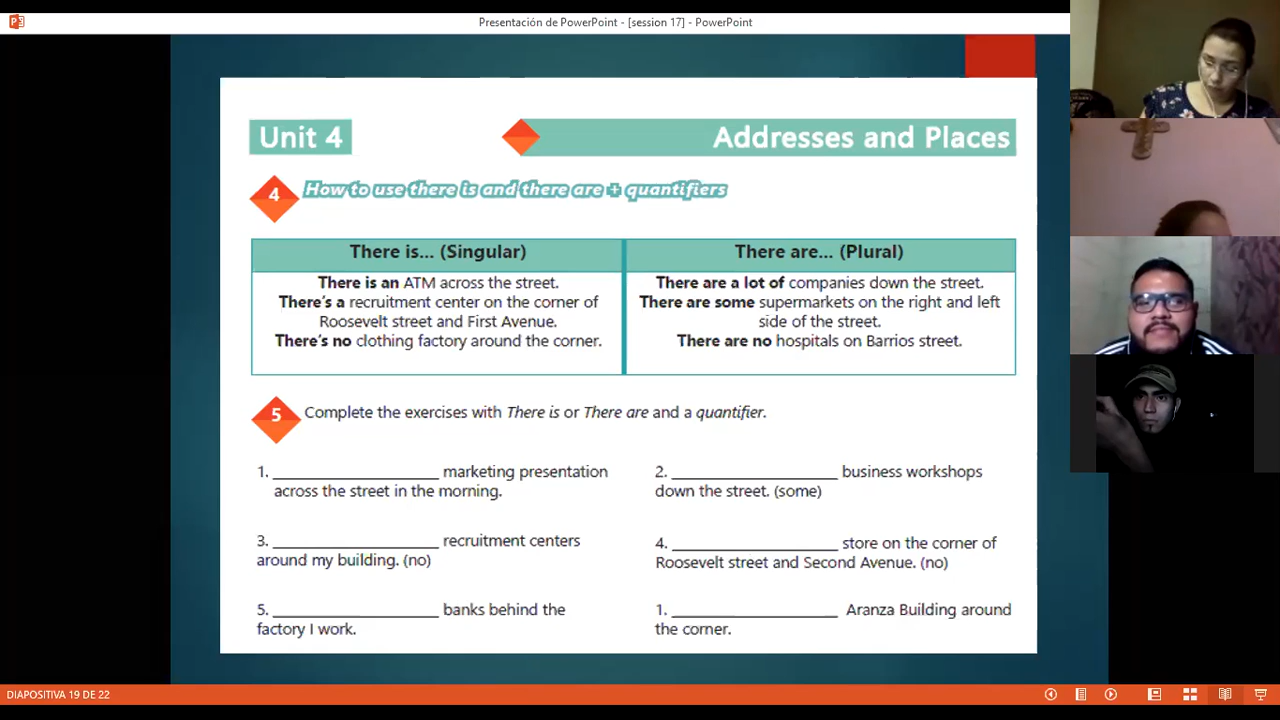 Presentación de PowerPoint - [session 17] - PowerPoint
Unit 4
Addresses and Places
4
How to use there is and there are + quantifiers
There is... (Singular)
There are... (Plural)
There is an ATM across the street.
There's a recruitment center on the corner of
Roosevelt street and First Avenue.
There's no clothing factory around the corner.
There are a lot of companies down the street.
There are some supermarkets on the right and left
side of the street.
There are no hospitals on Barrios street.
5
Complete the exercises with There is or There are and a quantifier.
1. __________________ marketing presentation
across the street in the morning.
2. __________________ business workshops
down the street. (some)
3. __________________ recruitment centers
around my building. (no)
4. __________________ store on the corner of
Roosevelt street and Second Avenue. (no)
5. __________________ banks behind the
factory I work.
1. __________________ Aranza Building around
the corner.
DIAPOSITIVA 19 DE 22